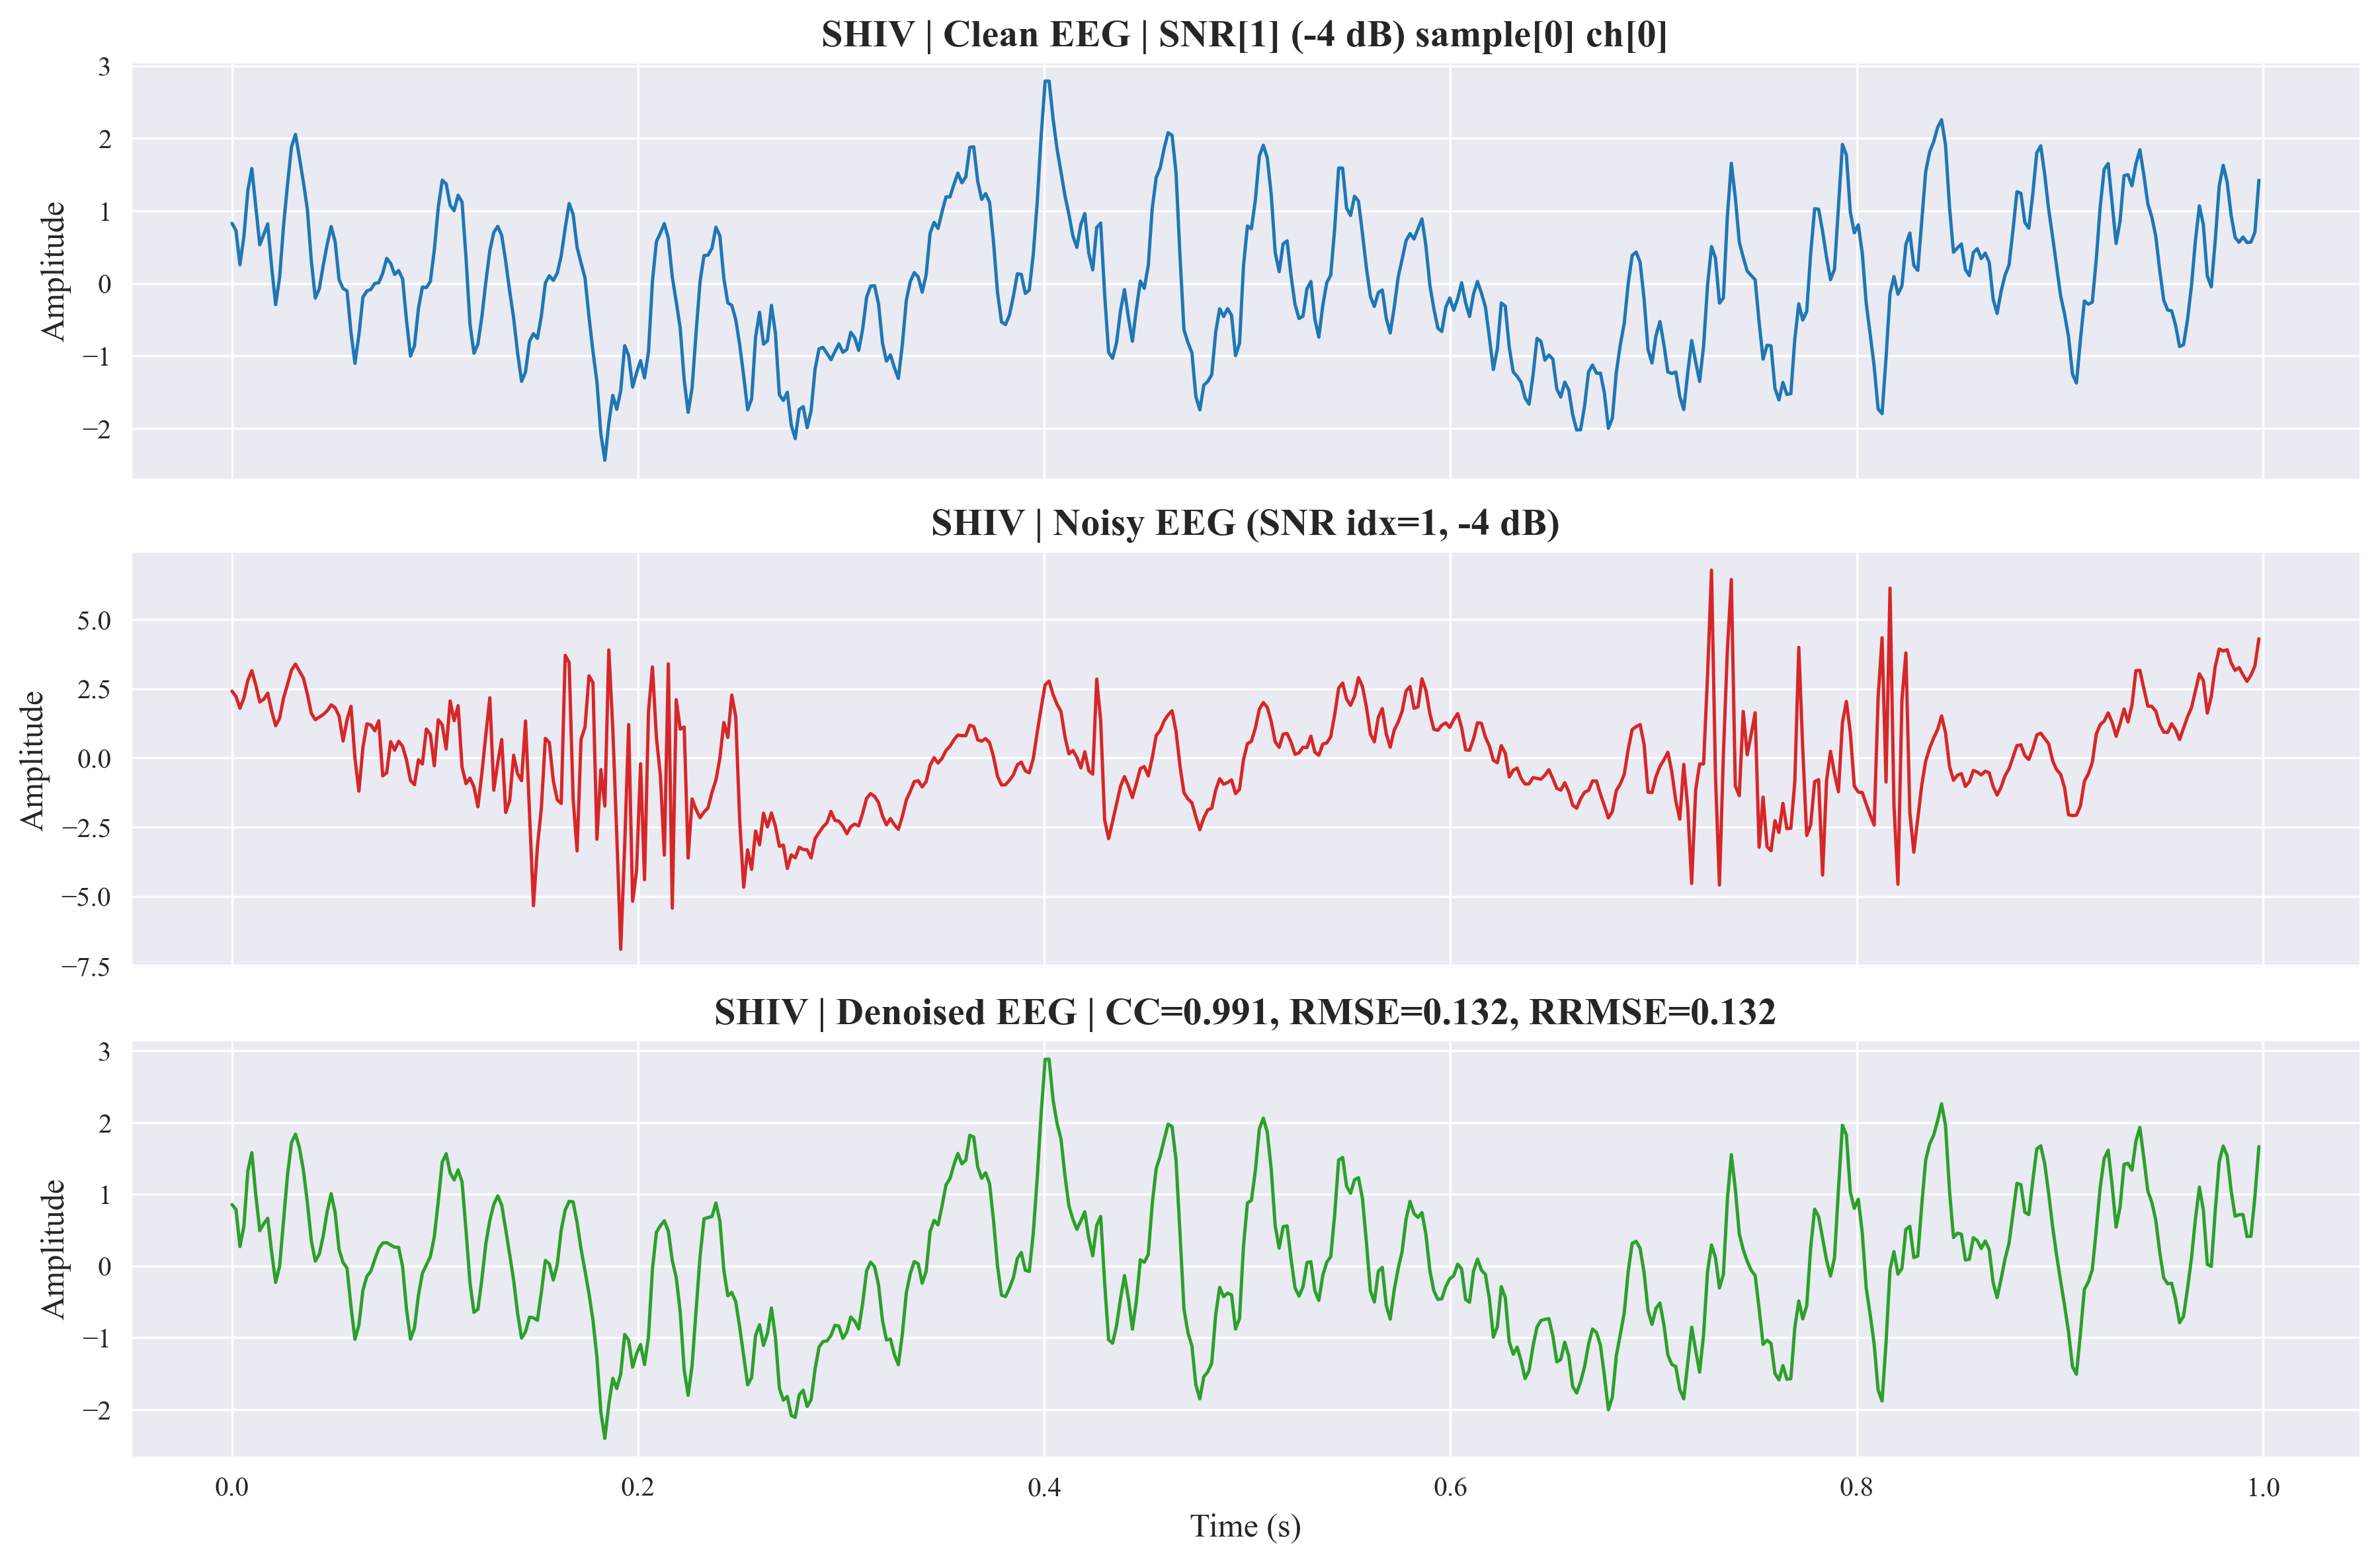 SHIV | Clean EEG | SNR[1] (-4 dB) sample[0] ch[0]
3
2
1
0
−1
−2
Amplitude
SHIV | Noisy EEG (SNR idx=1, -4 dB)
5.0
2.5
0.0
−2.5
−5.0
−7.5
Amplitude
SHIV | Denoised EEG | CC=0.991, RMSE=0.132, RRMSE=0.132
3
2
1
0
−1
−2
Amplitude
0.0 0.2 0.4 0.6 0.8 1.0
Time (s)